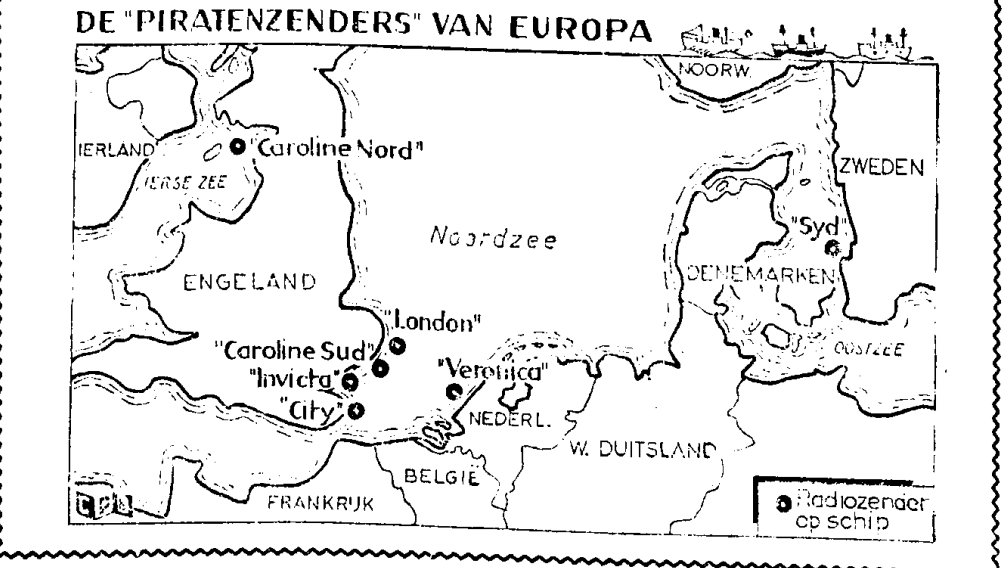 DE "PIRATENZENDERS" VAN EUROPA
NOORW.
IERLAND
"Caroline Nord"
IERSE ZEE
ZWEDEN
Noordzee
"Syd"
ENGELAND
DENEMARKEN
"London"
"Caroline Sud"
OOSTZEE
"Invicta"
"Veronica"
"City"
NEDERL.
W. DUITSLAND
BELGIË
FRANKRIJK
Radiozender
op schip